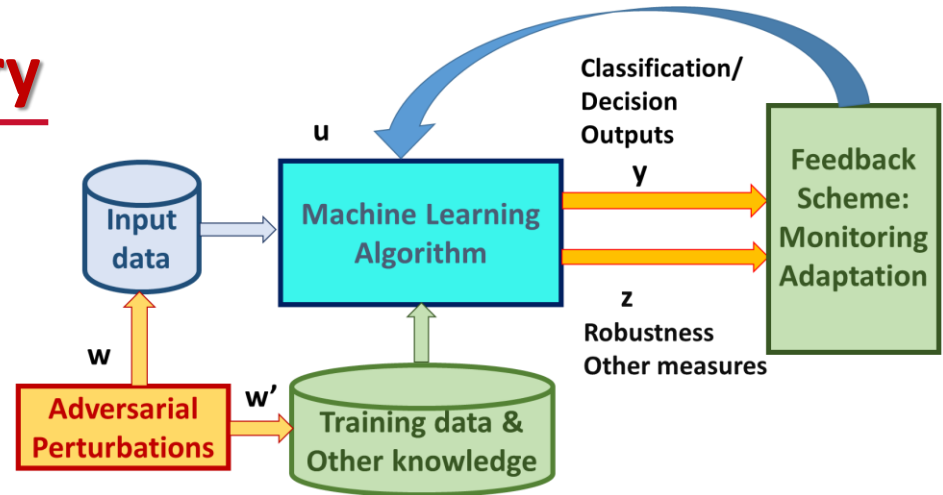 ry
Classification/
Decision
Outputs
u
y
Feedback
Scheme:
Monitoring
Adaptation
Input
data
Machine Learning
Algorithm
z
Robustness
Other measures
w
w'
Adversarial
Perturbations
Training data &
Other knowledge